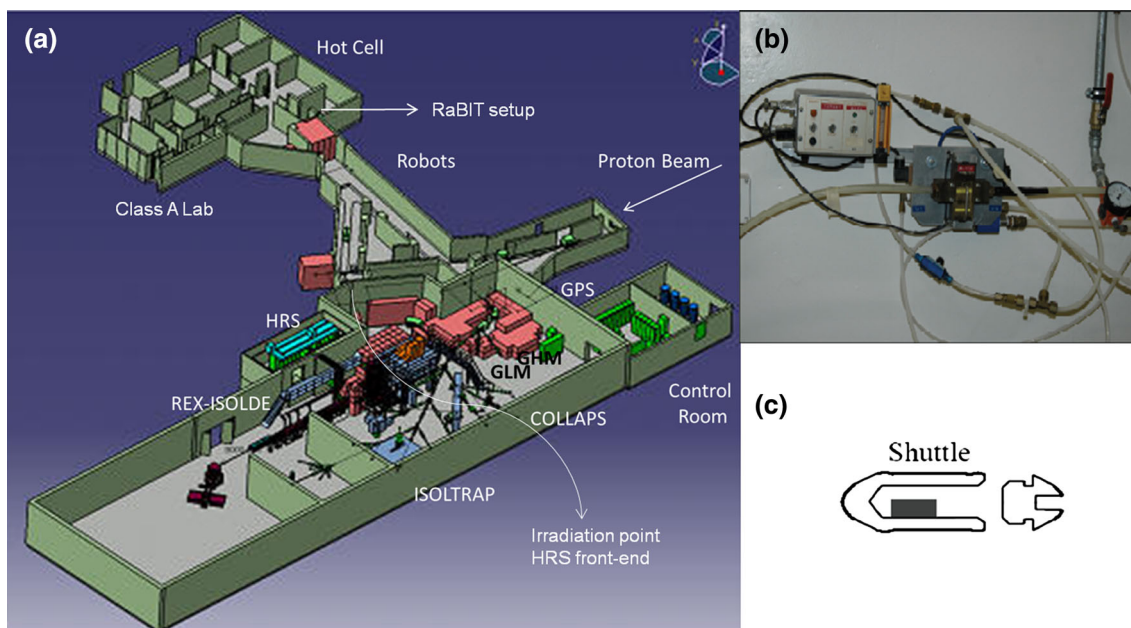 (a)
Hot Cell
RaBIT setup
Robots
Proton Beam
Class A Lab
GPS
HRS
GHM
GLM
REX-ISOLDE
COLLAPS
Control
Room
ISOLTRAP
Irradiation point
HRS front-end
(b)
(c)
Shuttle